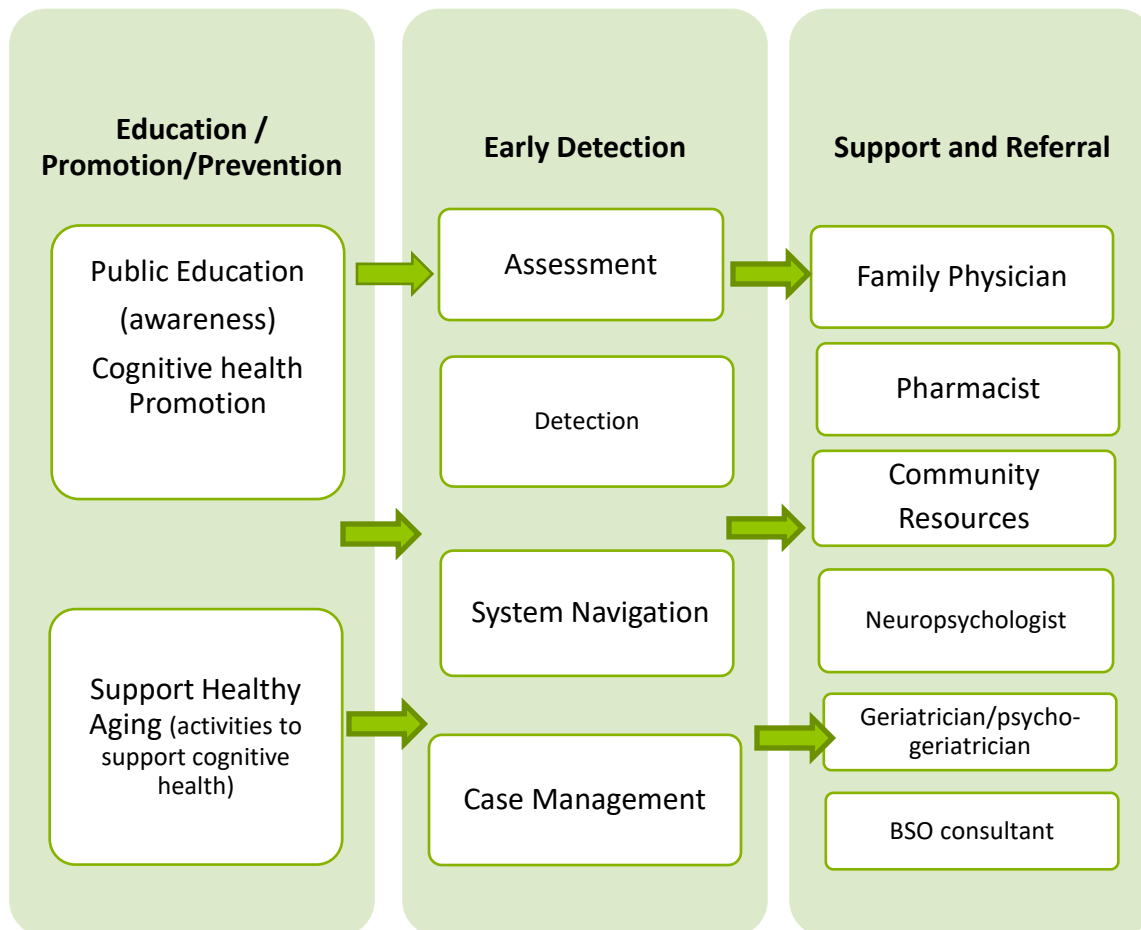 Education /
Promotion/Prevention
Public Education
(awareness)
Cognitive health
Promotion
Support Healthy
Aging (activities to
support cognitive
health)
Early Detection
Assessment
Detection
System Navigation
Case Management
Support and Referral
Family Physician
Pharmacist
Community
Resources
Neuropsychologist
Geriatrician/psycho-
geriatrician
BSO consultant